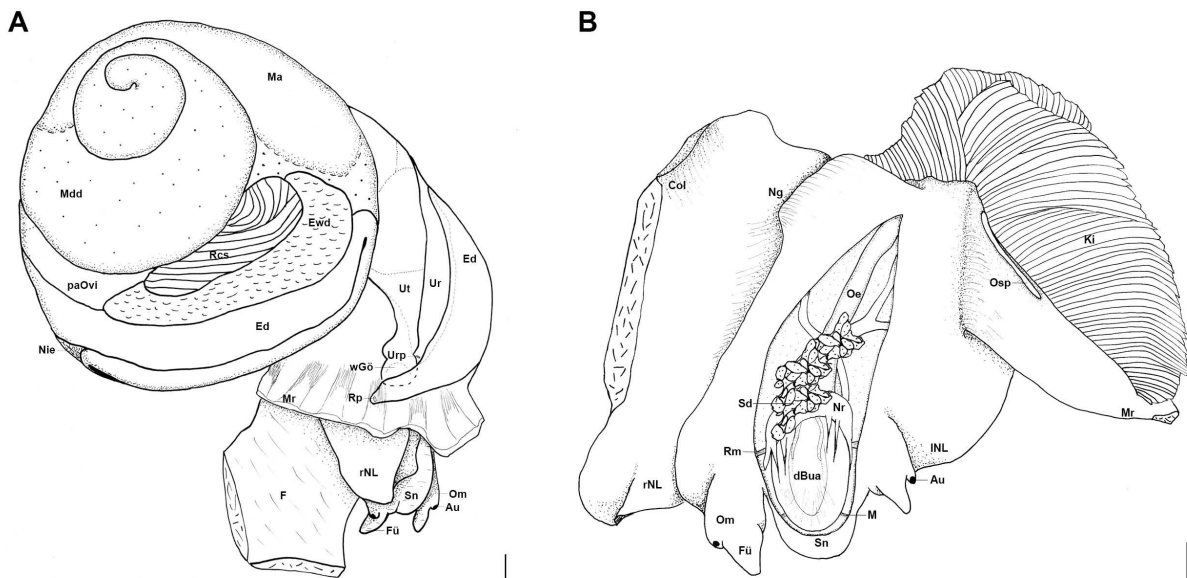 A
Ma
Mdd
Ewd
Rcs
paOvi
Ut
Ur
Ed
Ed
Nie
Urp
wGö
Rp
Mr
rNL
F
Sn
Om
Au
Fü
B
Col
Ng
Ki
Osp
Oe
Sd
Nr
Mr
Rm
lNL
dBua
rNL
Au
M
Om
Fü
Sn